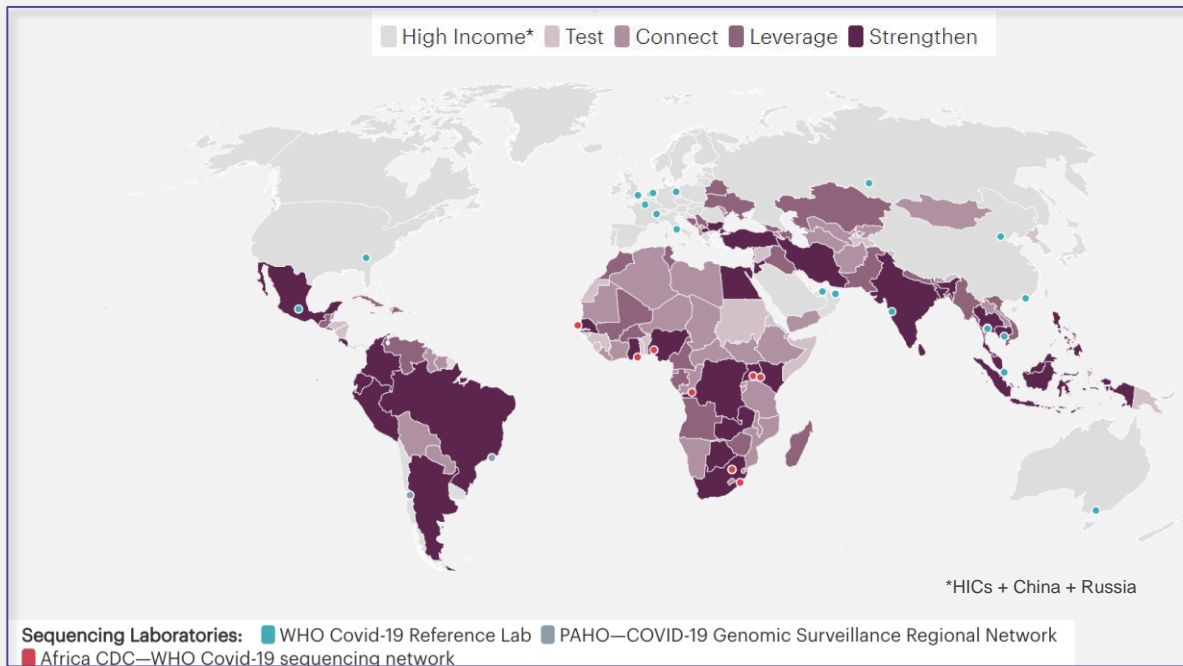 High Income* Test Connect Leverage Strengthen
*HICs + China + Russia
Sequencing Laboratories: WHO Covid-19 Reference Lab PAHO—COVID-19 Genomic Surveillance Regional Network
Africa CDC—WHO Covid-19 sequencing network